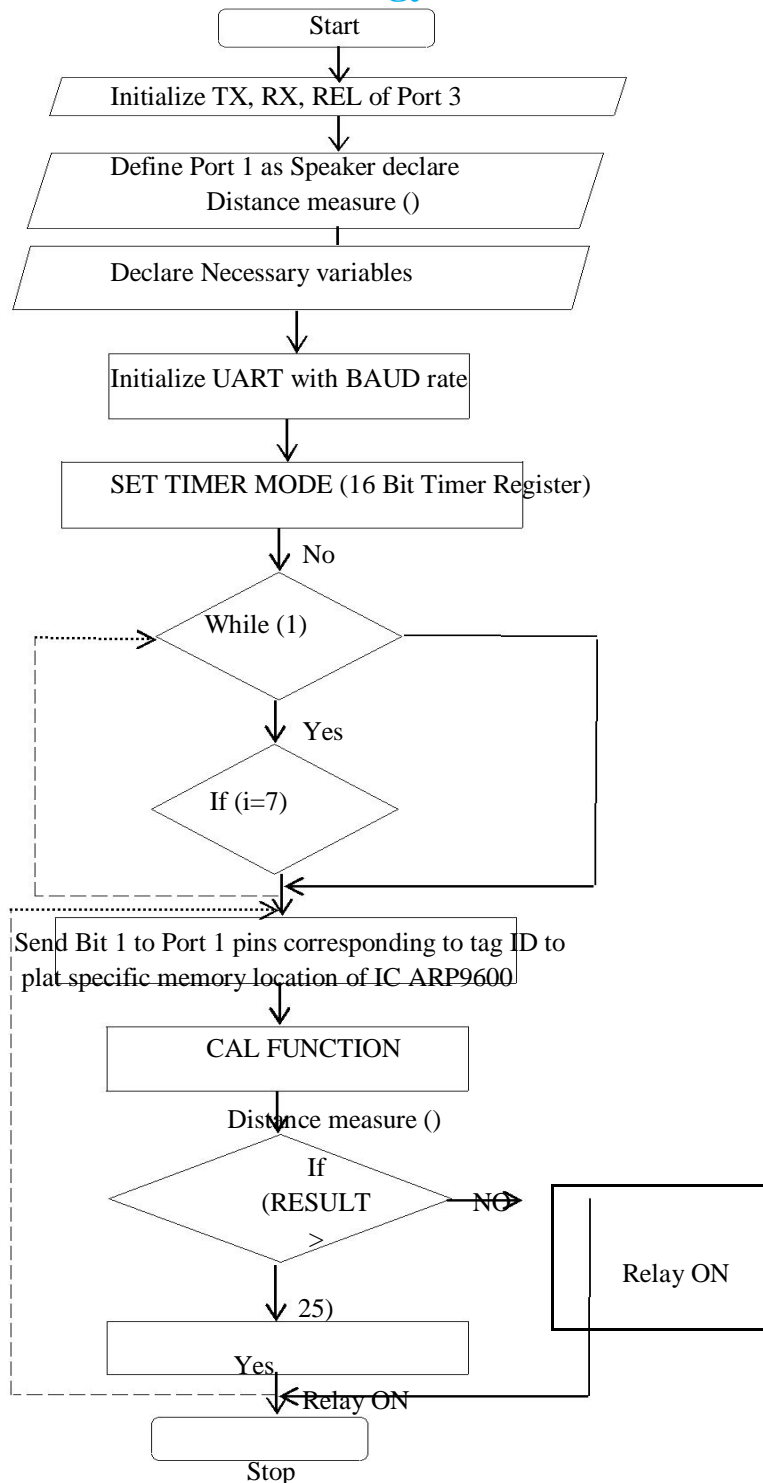 Start
Initialize TX, RX, REL of Port 3
Define Port 1 as Speaker declare
Distance measure ()
Declare Necessary variables
Initialize UART with BAUD rate
SET TIMER MODE (16 Bit Timer Register)
No
While (1)
Yes
If (i=7)
Send Bit 1 to Port 1 pins corresponding to tag ID to
plat specific memory location of IC ARP9600
CAL FUNCTION
Distance measure ()
If
(RESULT
>
NO
Relay ON
25)
Yes
Relay ON
Stop